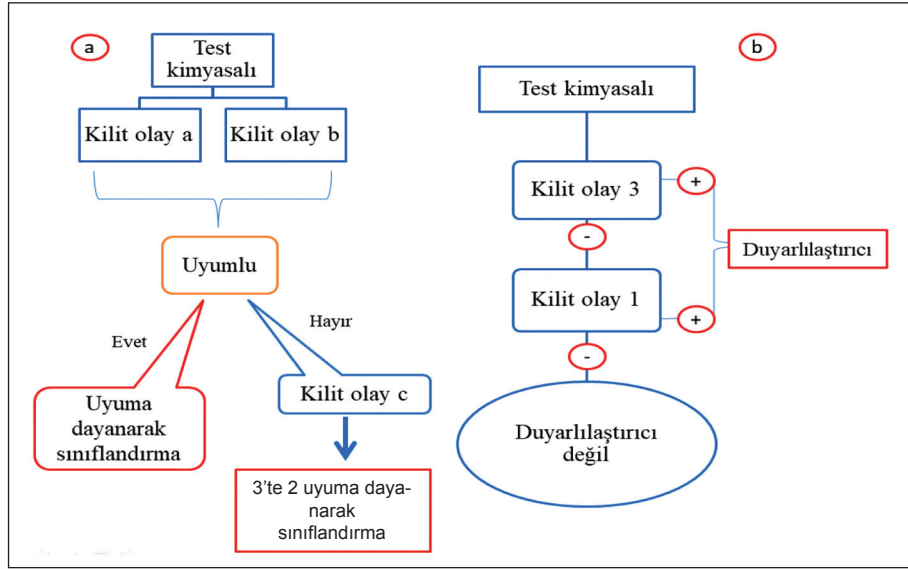 a
Test
kimyasalı
Kilit olay a
Kilit olay b
Uyumlu
Evet
Hayır
Uyuma
dayanarak
sınıflandırma
Kilit olay c
3’te 2 uyuma daya-
narak
sınıflandırma
b
Test kimyasalı
Kilit olay 3
+
-
Duyarlılaştırıcı
Kilit olay 1
+
-
Duyarlılaştırıcı
değil